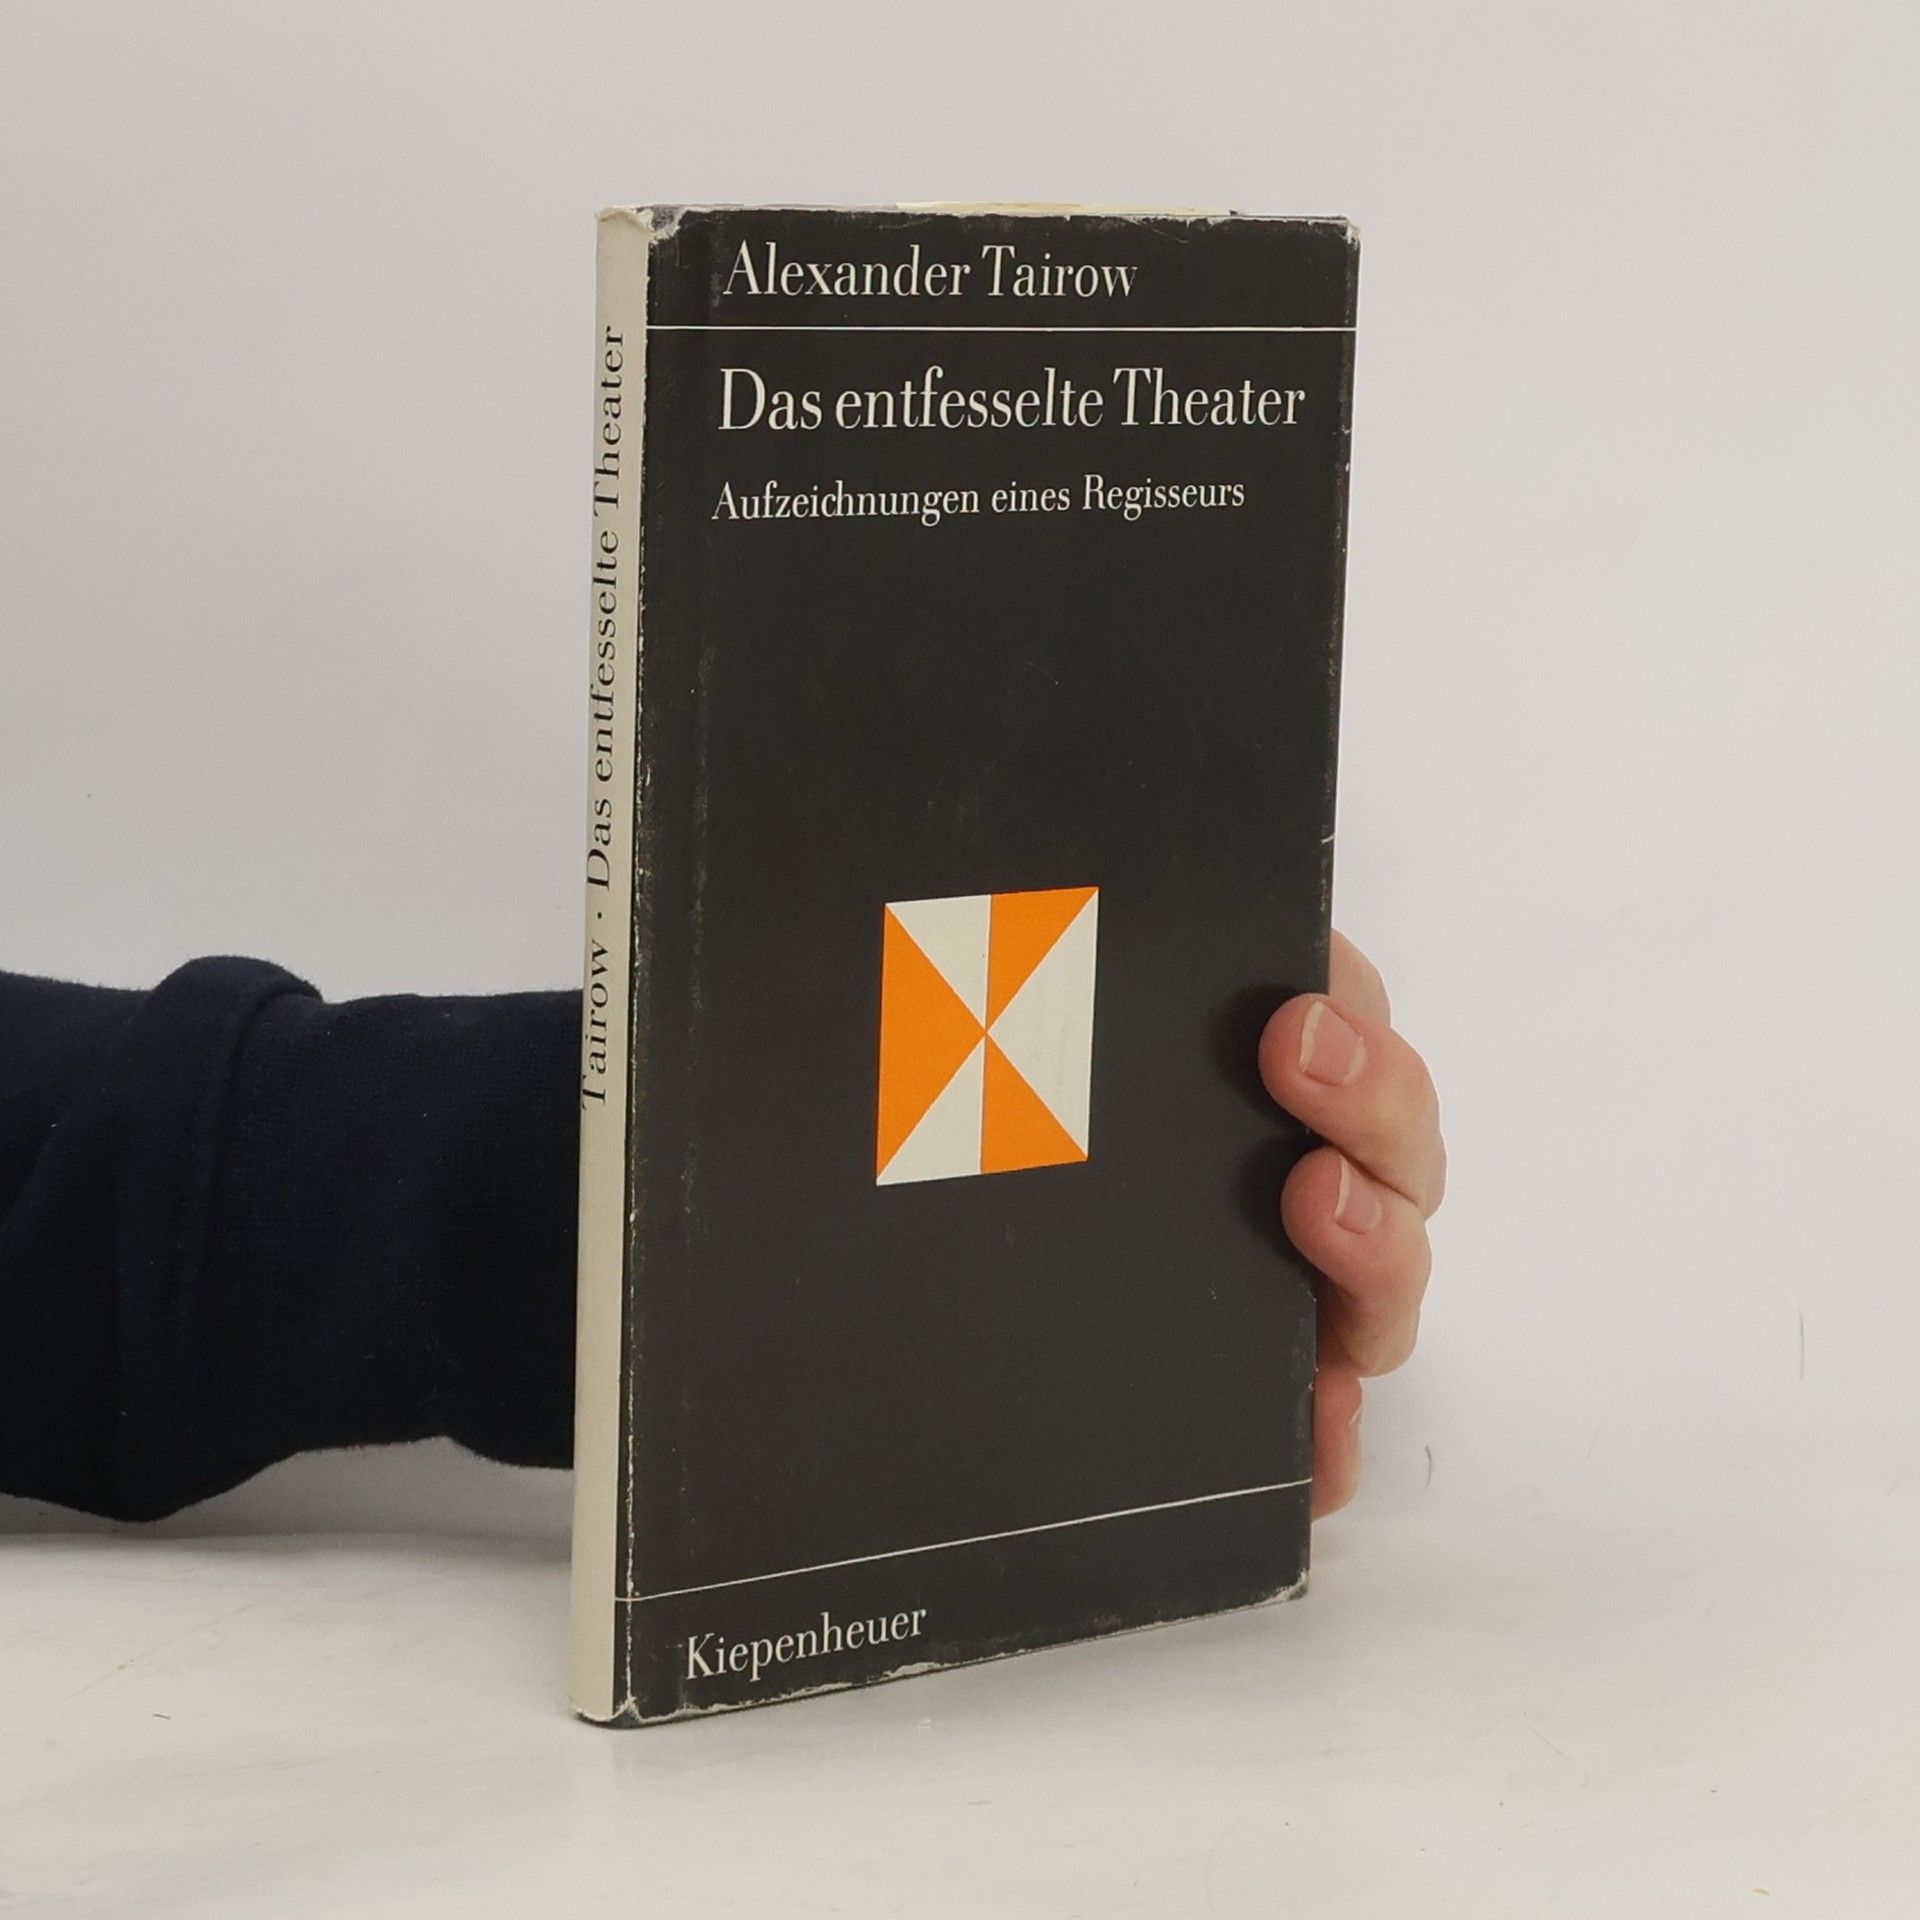 Alexander Tairow
Das entfesselte Theater
Aufzeichnungen eines Regisseurs
Kiepenheuer
Tairow · Das entfesselte Theater